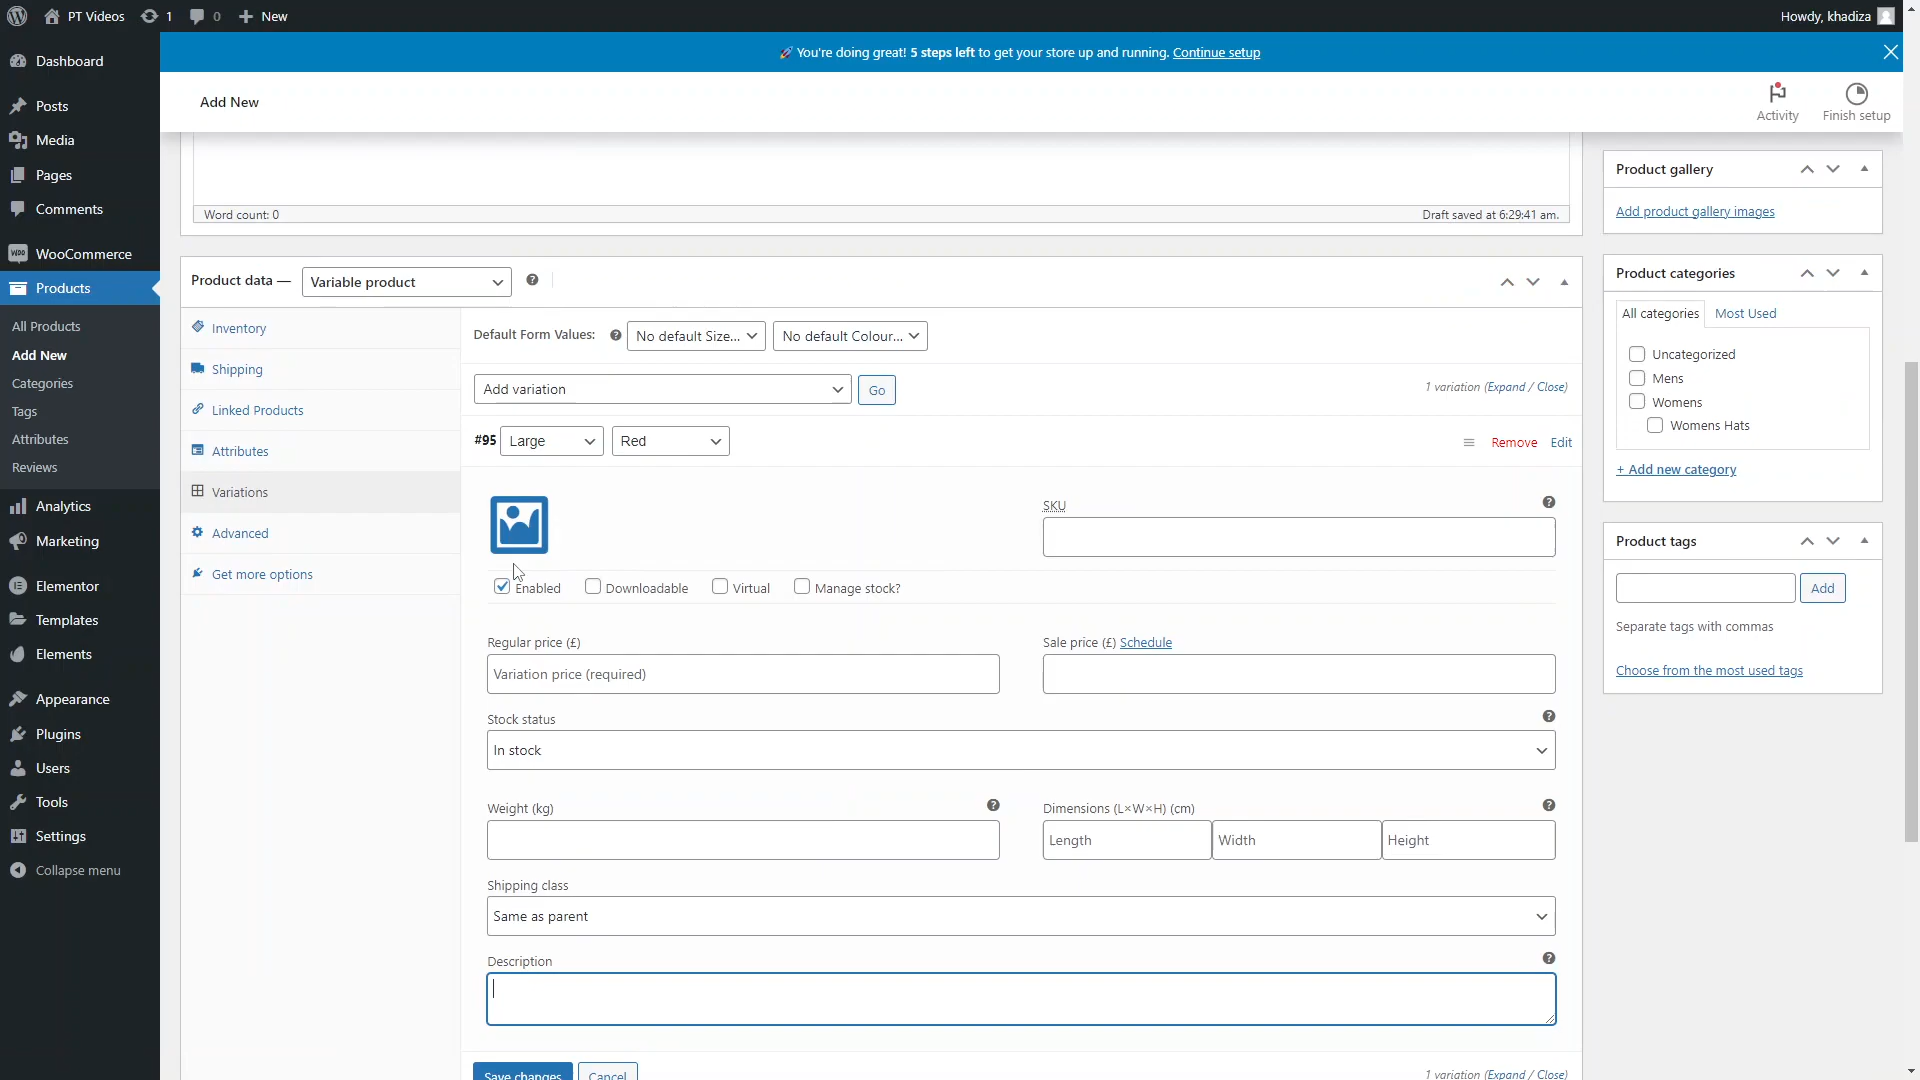 PT Videos
1
0
New
Howdy, khadiza
🚀 You're doing great! 5 steps left to get your store up and running. Continue setup
Add New
Activity
Finish setup
Dashboard
Posts
Media
Pages
Comments
WooCommerce
Products
All Products
Add New
Categories
Tags
Attributes
Reviews
Analytics
Marketing
Elementor
Templates
Elements
Appearance
Plugins
Users
Tools
Settings
Collapse menu
Word count: 0
Draft saved at 6:29:41 am.
Product data —
Variable product
Inventory
Shipping
Linked Products
Attributes
Variations
Advanced
Get more options
Default Form Values:
No default Size...
No default Colour...
Add variation
Go
1 variation (Expand / Close)
#95
Large
Red
Remove
Edit
SKU
Enabled
Downloadable
Virtual
Manage stock?
Regular price (£)
Variation price (required)
Sale price (£) Schedule
Stock status
In stock
Weight (kg)
Dimensions (L×W×H) (cm)
Length
Width
Height
Shipping class
Same as parent
Description
Save changes
Cancel
1 variation (Expand / Close)
Product gallery
Add product gallery images
Product categories
All categories
Most Used
Uncategorized
Mens
Womens
Womens Hats
+ Add new category
Product tags
Add
Separate tags with commas
Choose from the most used tags